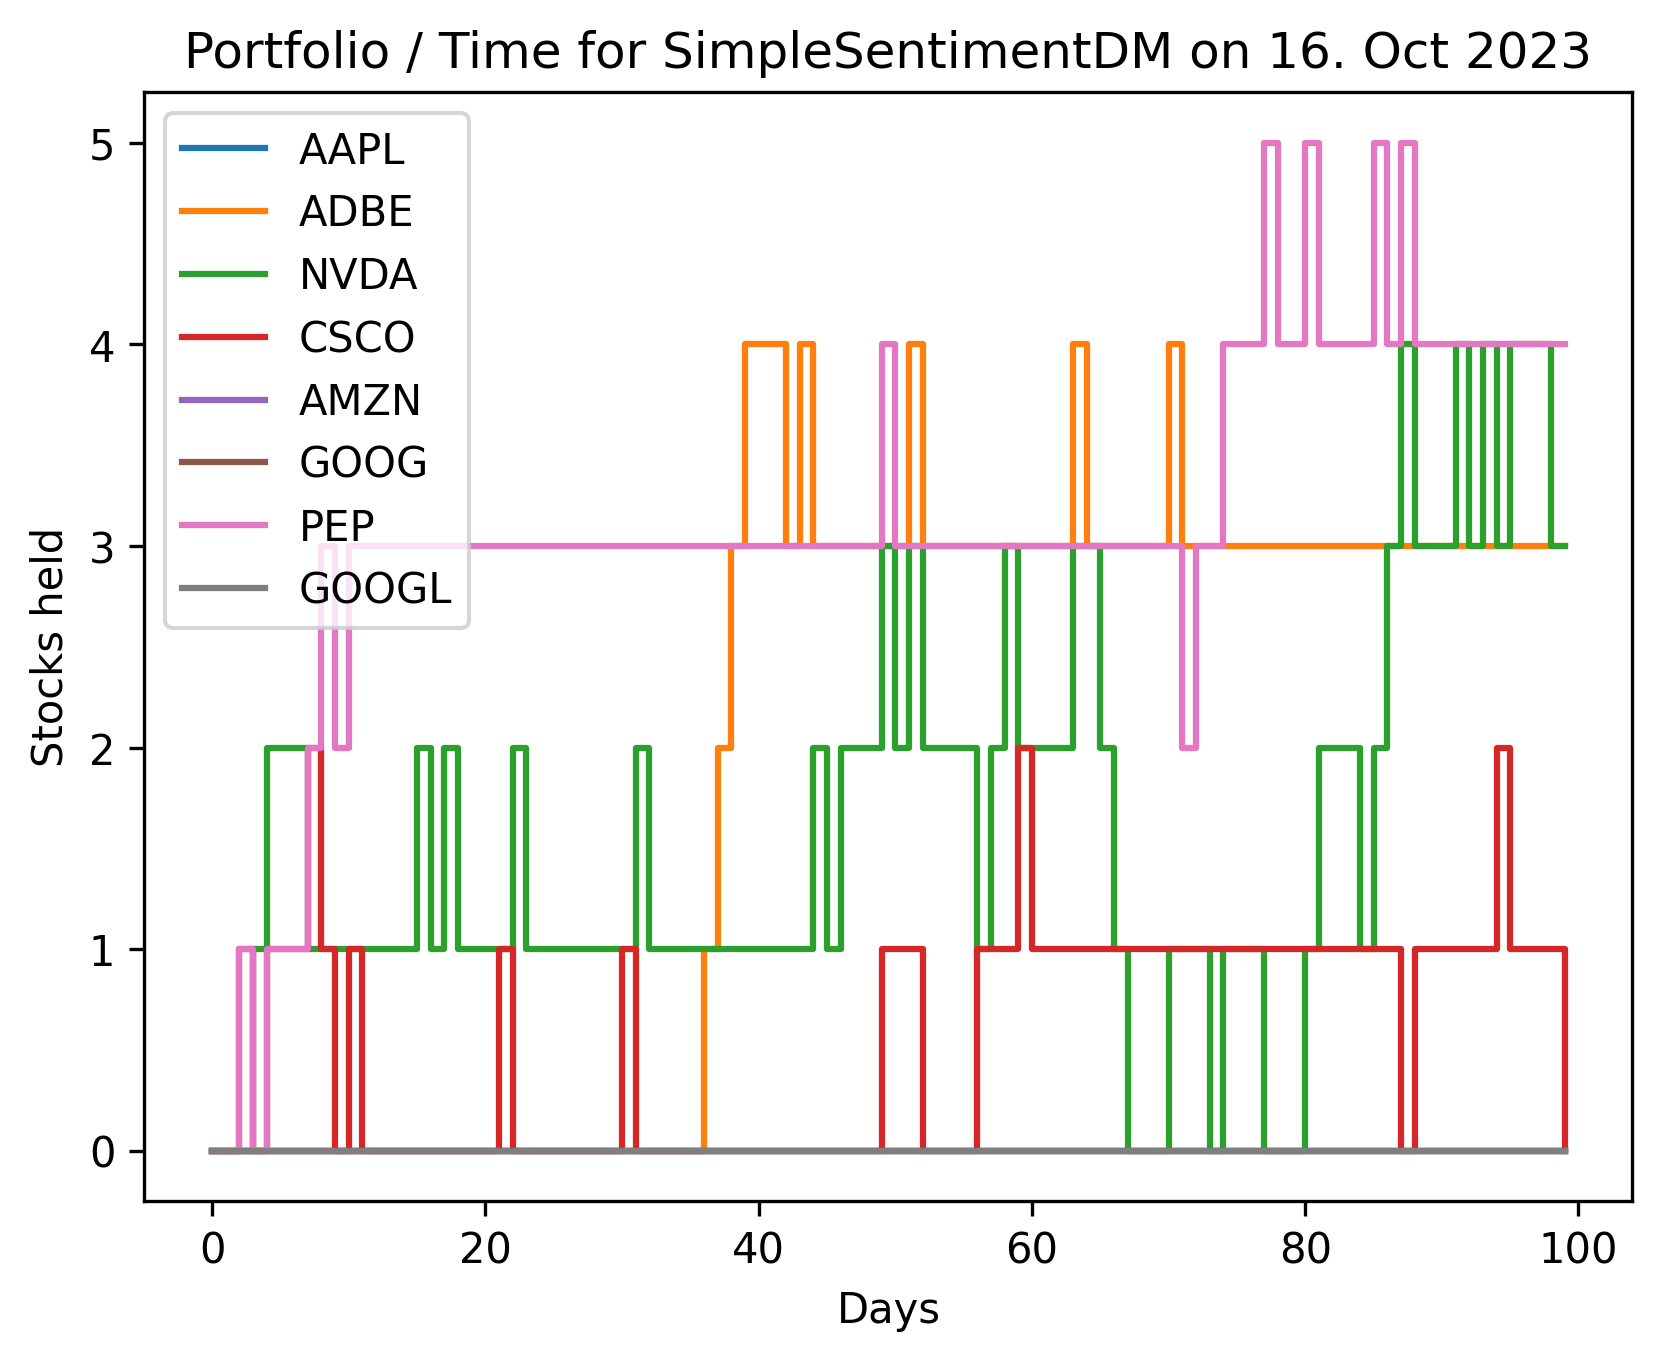 Portfolio / Time for SimpleSentimentDM on 16. Oct 2023
AAPL
ADBE
NVDA
CSCO
AMZN
GOOG
PEP
GOOGL
5
4
3
2
1
0
Stocks held
0 20 40 60 80 100
Days